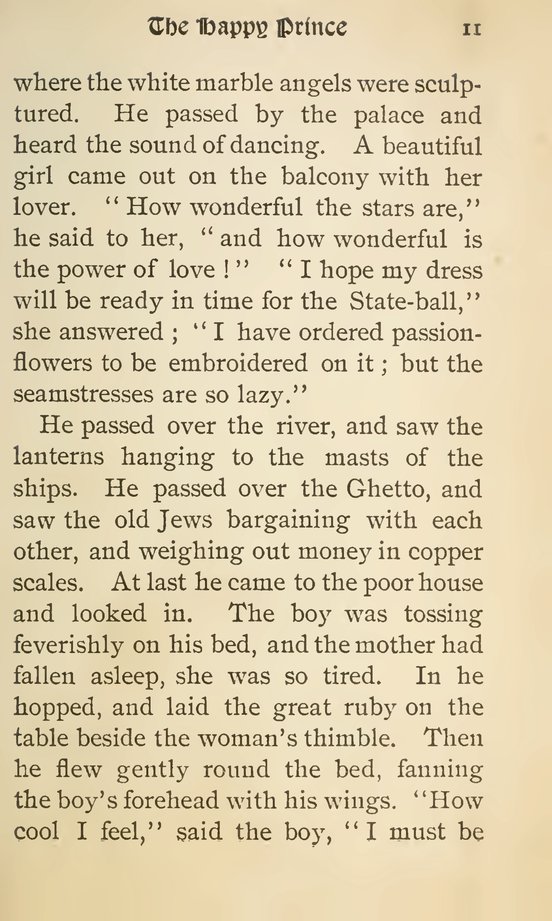 The Happy Prince 11
where the white marble angels were sculp-
tured. He passed by the palace and
heard the sound of dancing. A beautiful
girl came out on the balcony with her
lover. “ How wonderful the stars are,”
he said to her, “ and how wonderful is
the power of love ! ” “ I hope my dress
will be ready in time for the State-ball,”
she answered ; “ I have ordered passion-
flowers to be embroidered on it ; but the
seamstresses are so lazy.”
He passed over the river, and saw the
lanterns hanging to the masts of the
ships. He passed over the Ghetto, and
saw the old Jews bargaining with each
other, and weighing out money in copper
scales. At last he came to the poor house
and looked in. The boy was tossing
feverishly on his bed, and the mother had
fallen asleep, she was so tired. In he
hopped, and laid the great ruby on the
table beside the woman’s thimble. Then
he flew gently round the bed, fanning
the boy’s forehead with his wings. “How
cool I feel,” said the boy, “ I must be